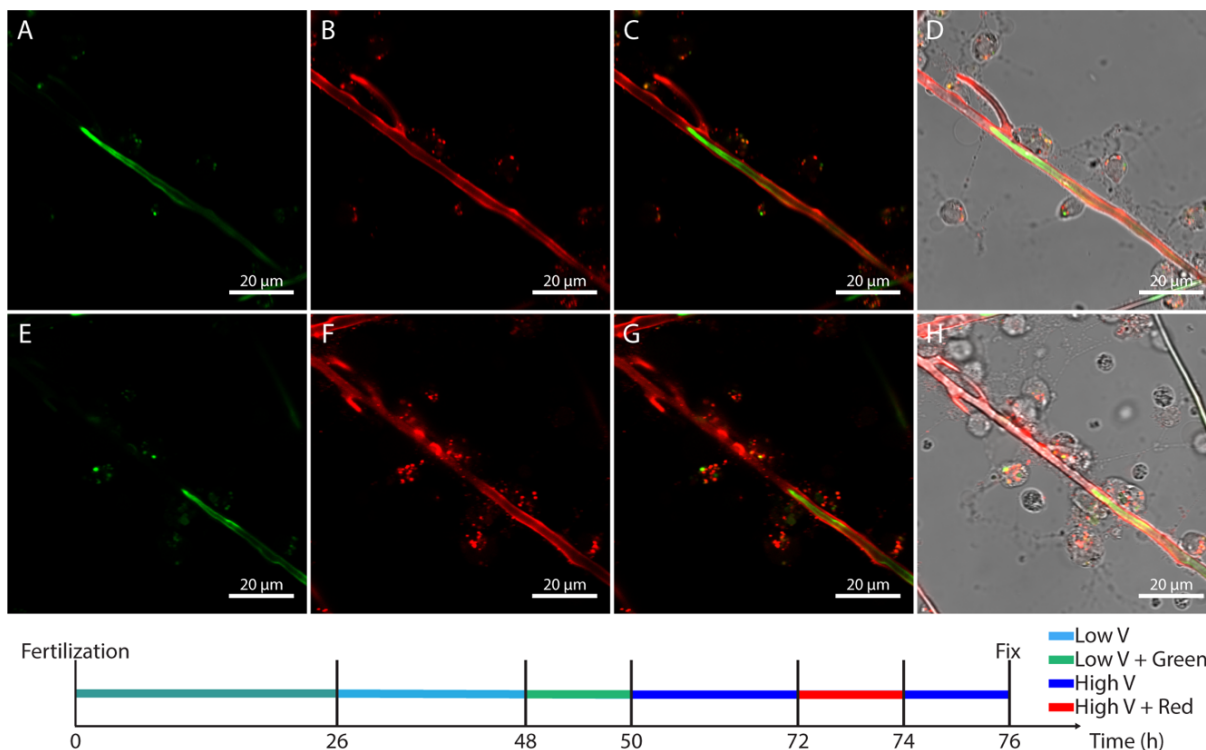 A B C D
20 μm 20 μm 20 μm 20 μm
E F G H
20 μm 20 μm 20 μm 20 μm
Fertilization Fix
Low V
Low V + Green
High V
High V + Red
0 26 48 50 72 74 76 Time (h)